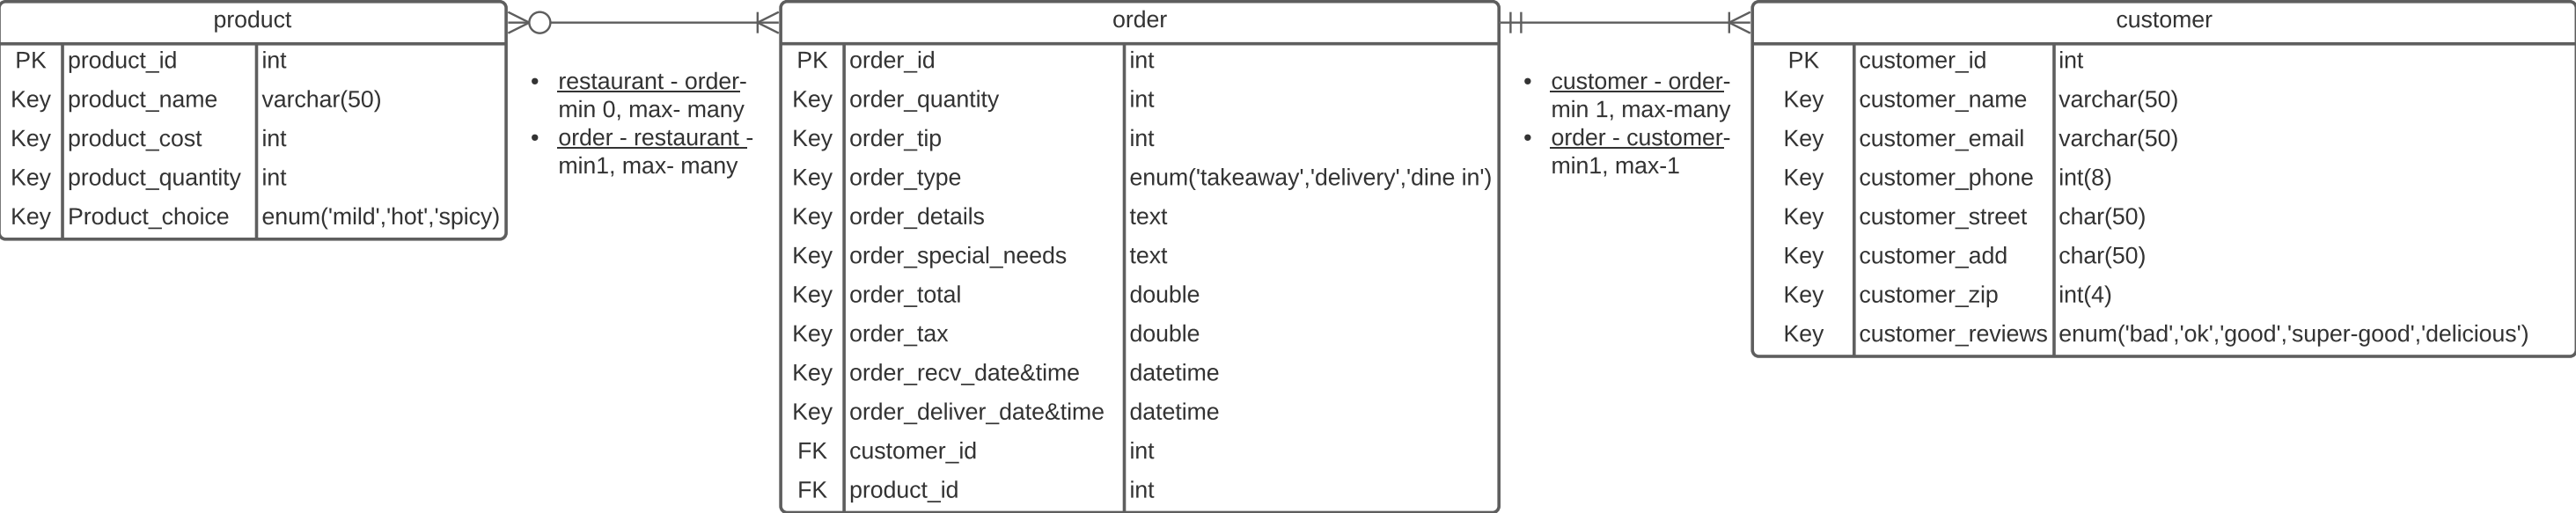 product
PK product_id int
Key product_name varchar(50)
Key product_cost int
Key product_quantity int
Key Product_choice enum('mild','hot','spicy)
• restaurant - order-
min 0, max- many
• order - restaurant -
min1, max- many
order
PK order_id int
Key order_quantity int
Key order_tip int
Key order_type enum('takeaway','delivery','dine in')
Key order_details text
Key order_special_needs text
Key order_total double
Key order_tax double
Key order_recv_date&time datetime
Key order_deliver_date&time datetime
FK customer_id int
FK product_id int
• customer - order-
min 1, max-many
• order - customer-
min1, max-1
customer
PK customer_id int
Key customer_name varchar(50)
Key customer_email varchar(50)
Key customer_phone int(8)
Key customer_street char(50)
Key customer_add char(50)
Key customer_zip int(4)
Key customer_reviews enum('bad','ok','good','super-good','delicious')